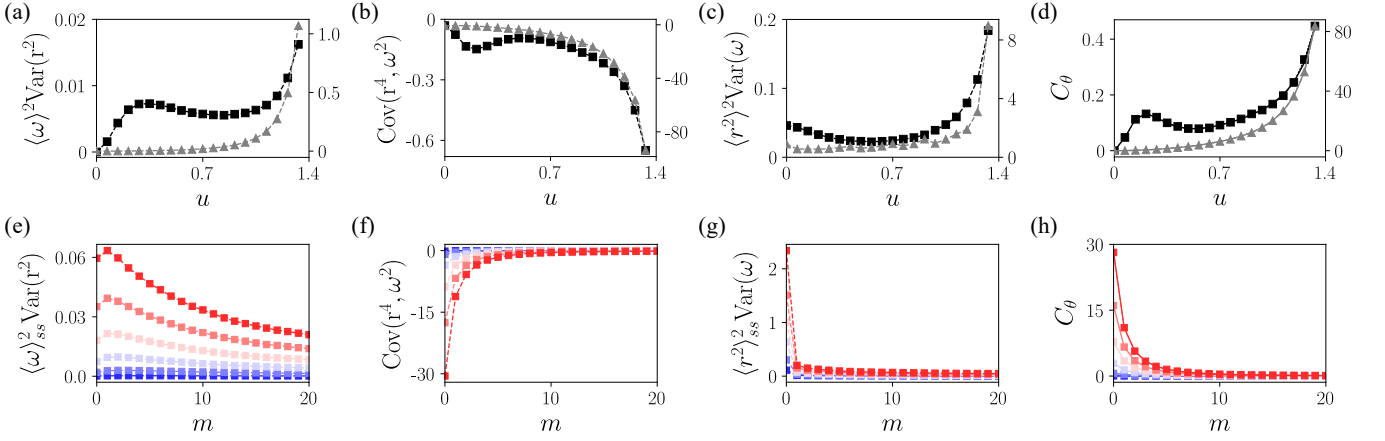 (a)
⟨ω⟩²Var(r²)
0.02
0.01
0
1.0
0.5
0
0
0.7
1.4
u
(b)
Cov(r⁴, ω²)
0
-0.3
-0.6
0
-40
-80
0
0.7
1.4
u
(c)
⟨r²⟩²Var(ω)
0.2
0.1
0
8
4
0
0
0.7
1.4
u
(d)
C_θ
0.4
0.2
0
80
40
0
0
0.7
1.4
u
(e)
⟨ω⟩²_ss Var(r²)
0.06
0.03
0.0
0
10
20
m
(f)
Cov(r⁴, ω²)
0
-15
-30
0
10
20
m
(g)
⟨r²⟩²_ss Var(ω)
2
1
0
0
10
20
m
(h)
C_θ
30
15
0
0
10
20
m